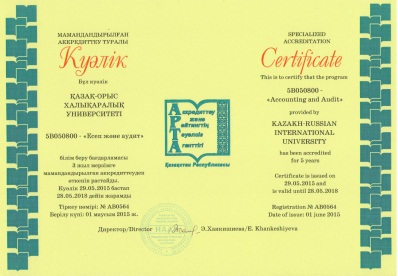 МАМАНДАНДЫРЫЛҒАН
АККРЕДИТТЕУ ТУРАЛЫ
Куәлік
Бұл куәлік
ҚАЗАҚ-ОРЫС
ХАЛЫҚАРАЛЫҚ
УНИВЕРСИТЕТІ
5В050800 - «Есеп және аудит»
білім беру бағдарламасы
3 жыл мерзімге
мамандандырылған аккредиттеуден
өткенін растайды.
Куәлік 29.05.2015 бастап
28.05.2018 дейін жарамды
Тіркеу нөмірі: № АВ0564
Берілу күні: 01 маусым 2015 ж.
Аккредиттеу
және
рейтингтің
тәуелсіз
агенттігі
Қазақстан Республикасы
SPECIALIZED
ACCREDITATION
Certificate
This is to certify that the program
5B050800 -
«Accounting and Audit»
provided by
KAZAKH-RUSSIAN
INTERNATIONAL
UNIVERSITY
has been accredited
for 5 years
Certificate is issued on
29.05.2015 and
is valid until 28.05.2018
Registration № AB0564
Date of issue: 01 june 2015
Директор/Director
Э.Ханкишиева/E. Khankeshiyeva